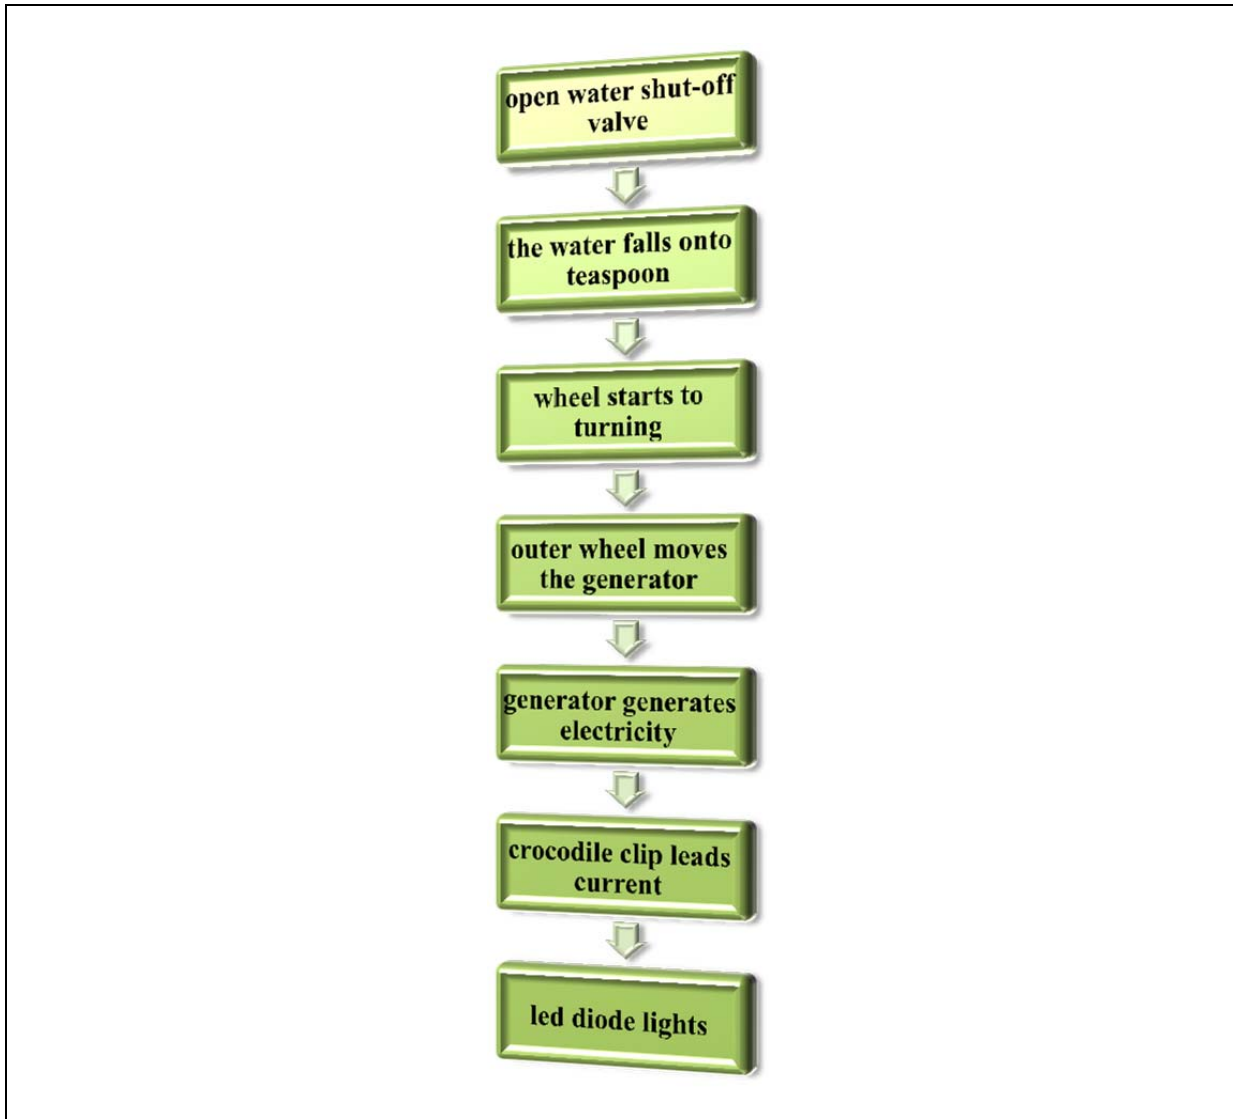 open water shut-off
valve
the water falls onto
teaspoon
wheel starts to
turning
outer wheel moves
the generator
generator generates
electricity
crocodile clip leads
current
led diode lights